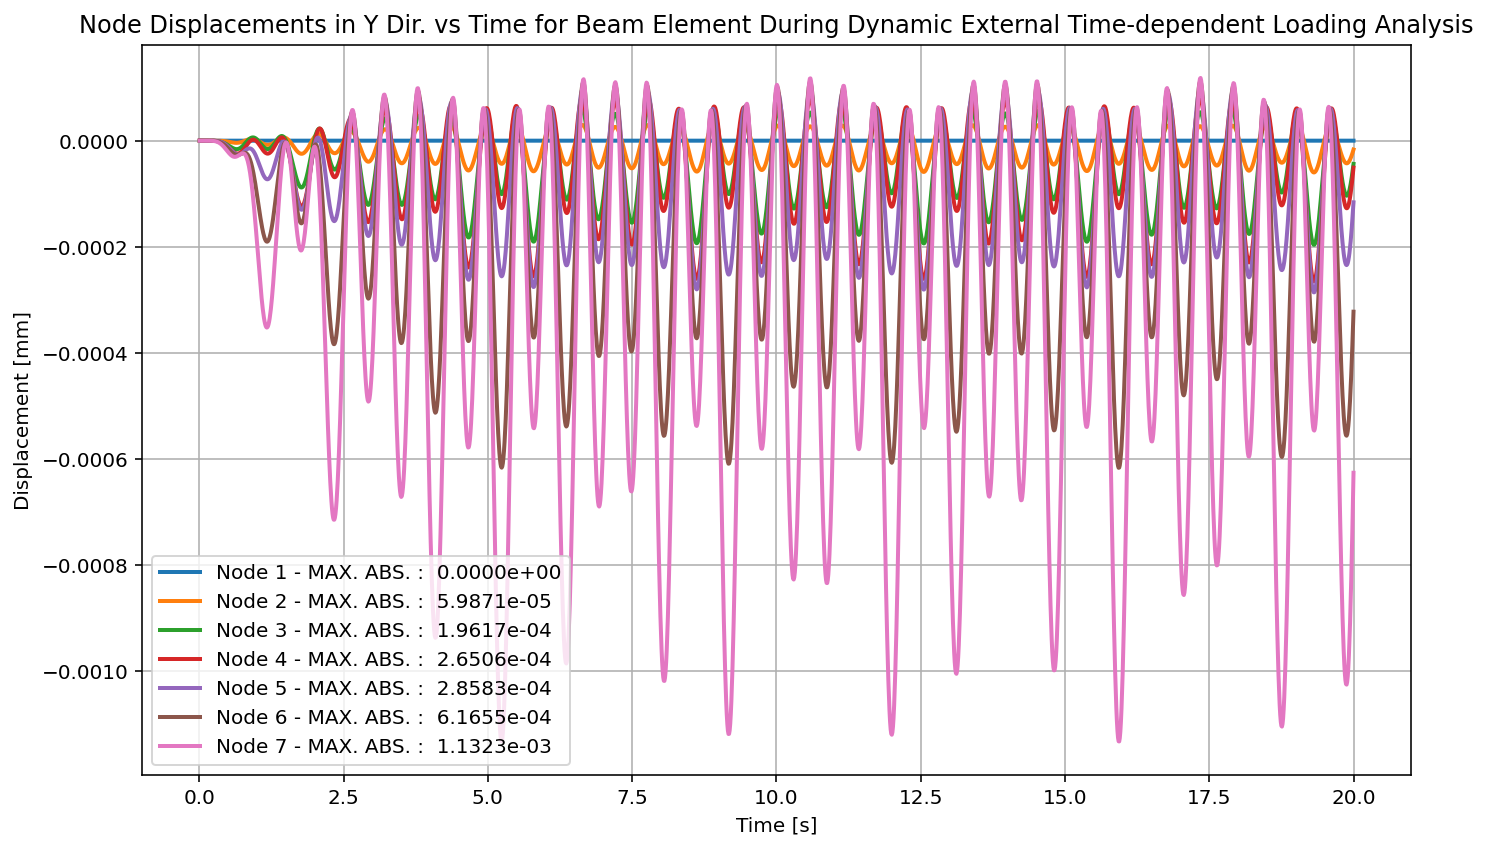 Node Displacements in Y Dir. vs Time for Beam Element During Dynamic External Time-dependent Loading Analysis
Displacement [mm]
0.0000
−0.0002
−0.0004
−0.0006
−0.0008
−0.0010
Node 1 - MAX. ABS. :  0.0000e+00
Node 2 - MAX. ABS. :  5.9871e-05
Node 3 - MAX. ABS. :  1.9617e-04
Node 4 - MAX. ABS. :  2.6506e-04
Node 5 - MAX. ABS. :  2.8583e-04
Node 6 - MAX. ABS. :  6.1655e-04
Node 7 - MAX. ABS. :  1.1323e-03
0.0 2.5 5.0 7.5 10.0 12.5 15.0 17.5 20.0
Time [s]